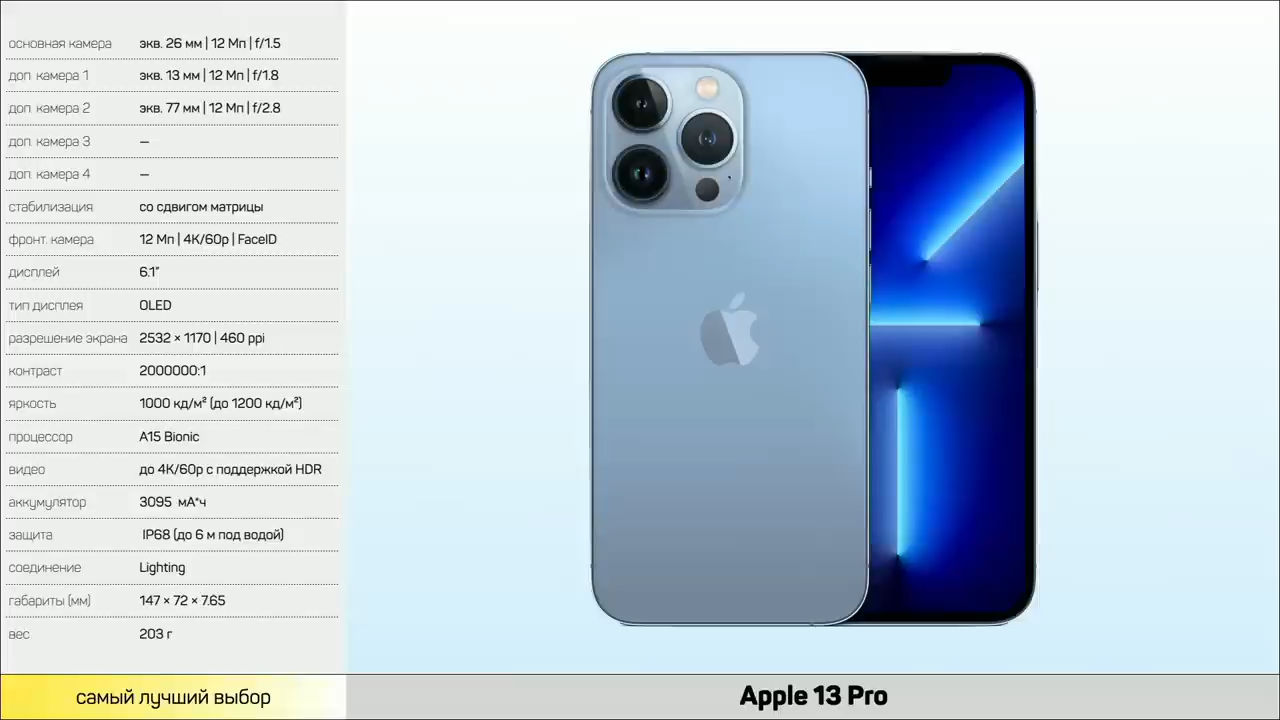 основная камера экв. 26 мм | 12 Мп | f/1.5
доп. камера 1 экв. 13 мм | 12 Мп | f/1.8
доп. камера 2 экв. 77 мм | 12 Мп | f/2.8
доп. камера 3 —
доп. камера 4 —
стабилизация со сдвигом матрицы
фронт. камера 12 Мп | 4K/60p | FaceID
дисплей 6.1"
тип дисплея OLED
разрешение экрана 2532 × 1170 | 460 ppi
контраст 2000000:1
яркость 1000 кд/м² (до 1200 кд/м²)
процессор A15 Bionic
видео до 4K/60p с поддержкой HDR
аккумулятор 3095 мА*ч
защита IP68 (до 6 м под водой)
соединение Lighting
габариты (мм) 147 × 72 × 7.65
вес 203 г
самый лучший выбор
Apple 13 Pro